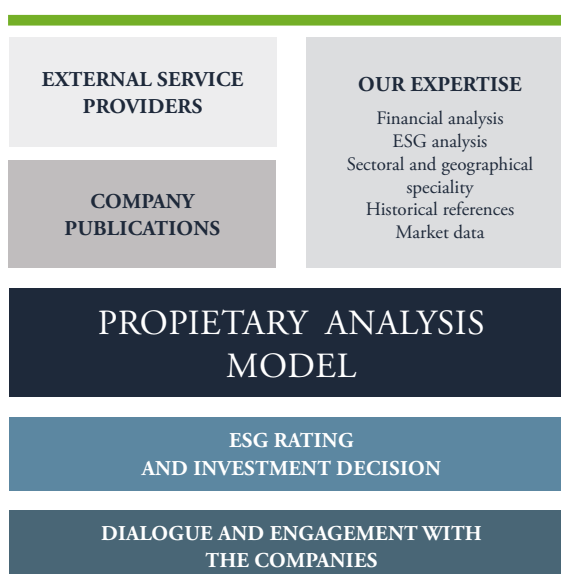 EXTERNAL SERVICE
PROVIDERS
COMPANY
PUBLICATIONS
OUR EXPERTISE
Financial analysis
ESG analysis
Sectoral and geographical
speciality
Historical references
Market data
PROPIETARY ANALYSIS
MODEL
ESG RATING
AND INVESTMENT DECISION
DIALOGUE AND ENGAGEMENT WITH
THE COMPANIES